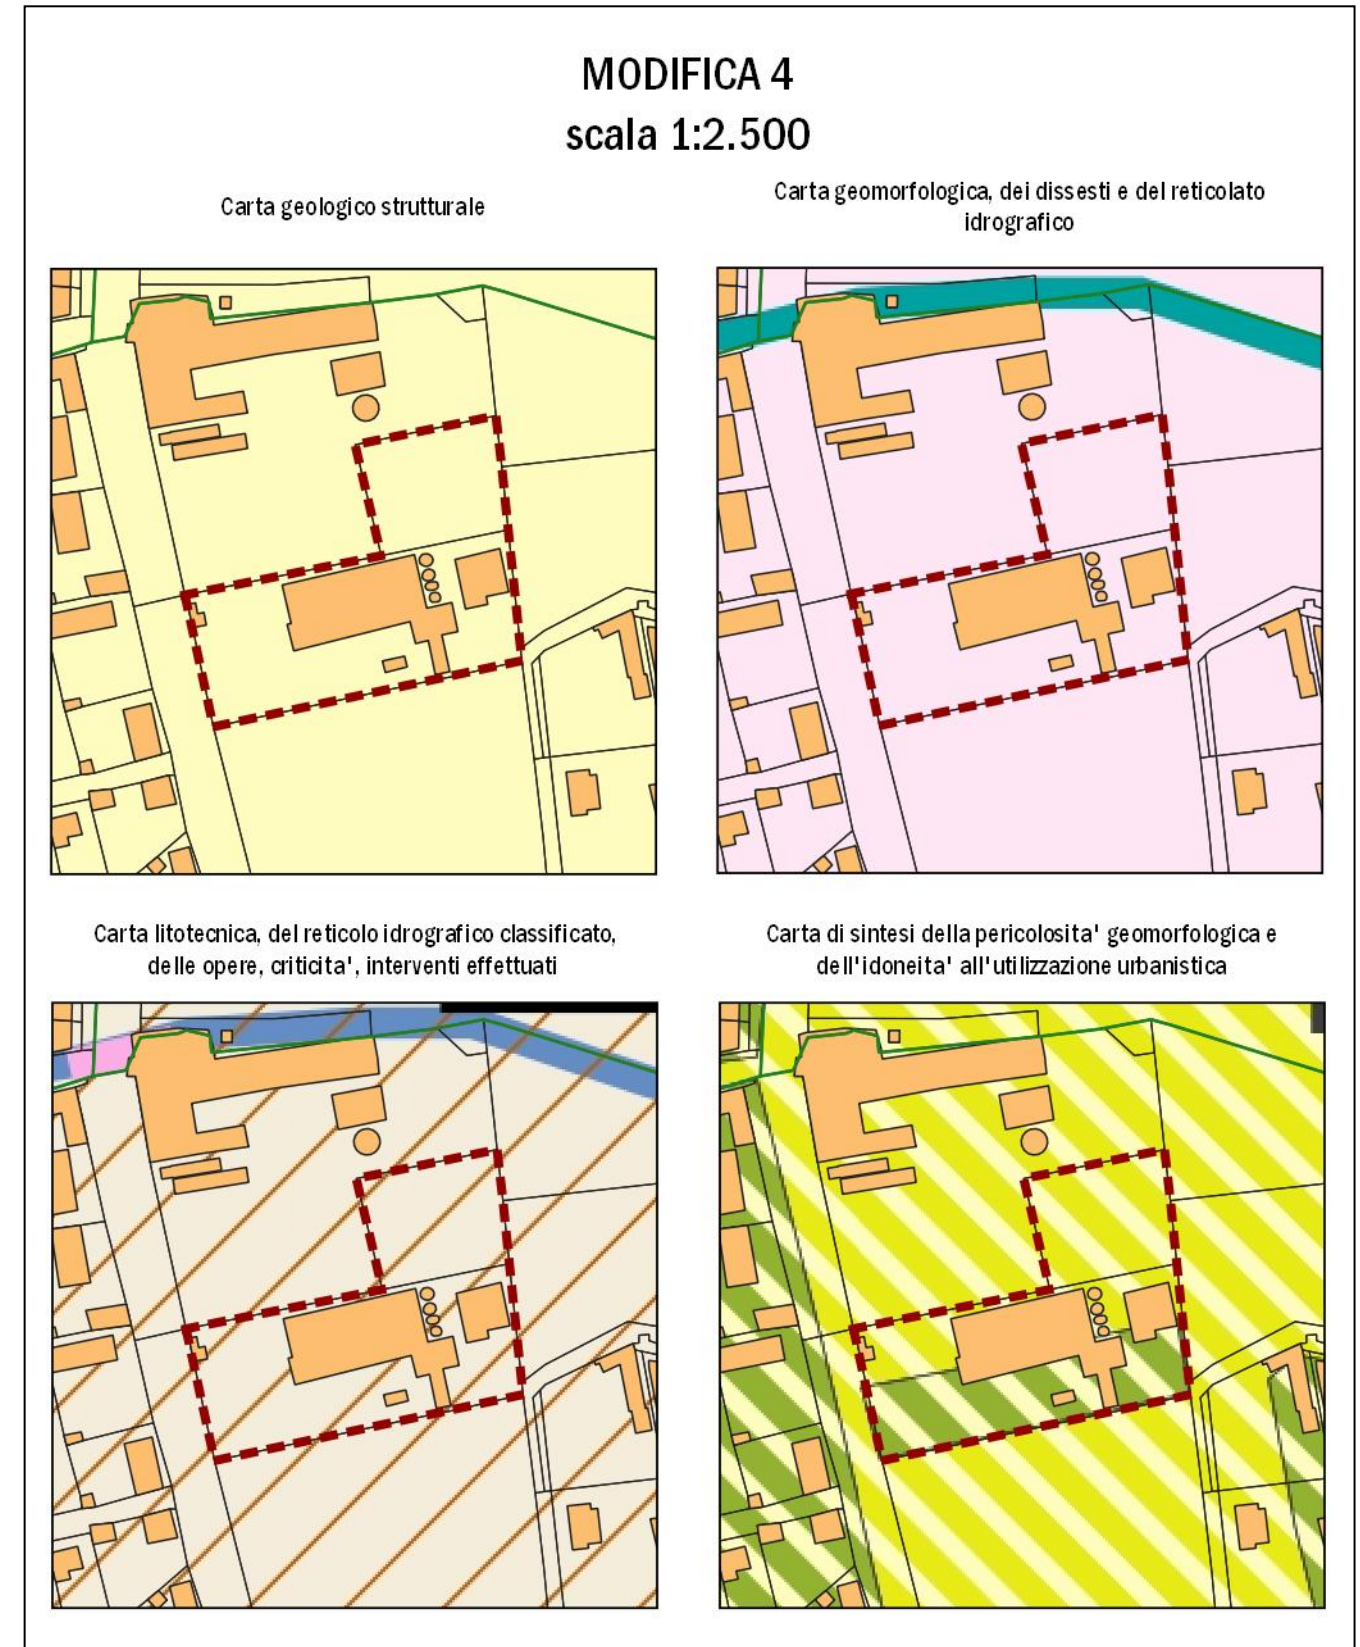 MODIFICA 4
scala 1:2.500
Carta geologico strutturale
Carta geomorfologica, dei dissesti e del reticolato
idrografico
Carta litotecnica, del reticolo idrografico classificato,
delle opere, criticita', interventi effettuati
Carta di sintesi della pericolosita' geomorfologica e
dell'idoneita' all'utilizzazione urbanistica